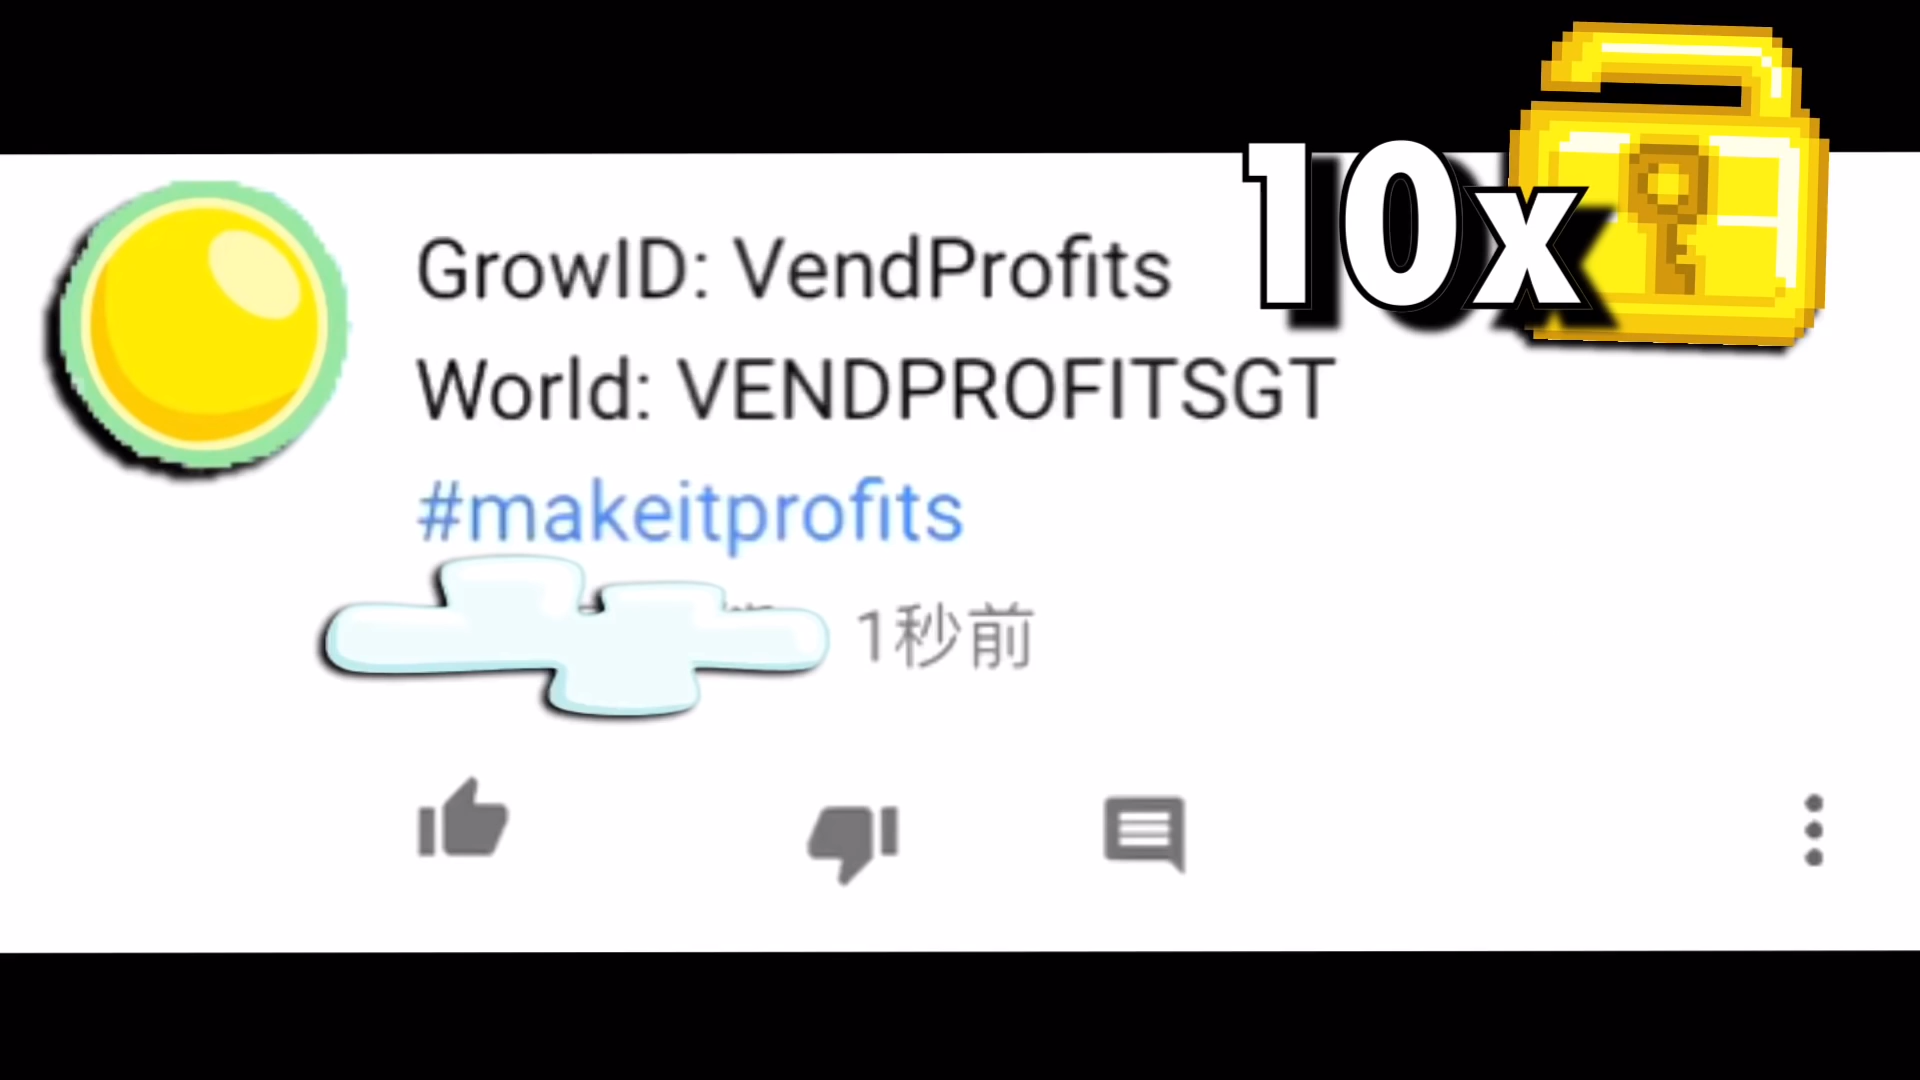 GrowID: VendProfits
10x
World: VENDPROFITSGT
#makeitprofits
1秒前